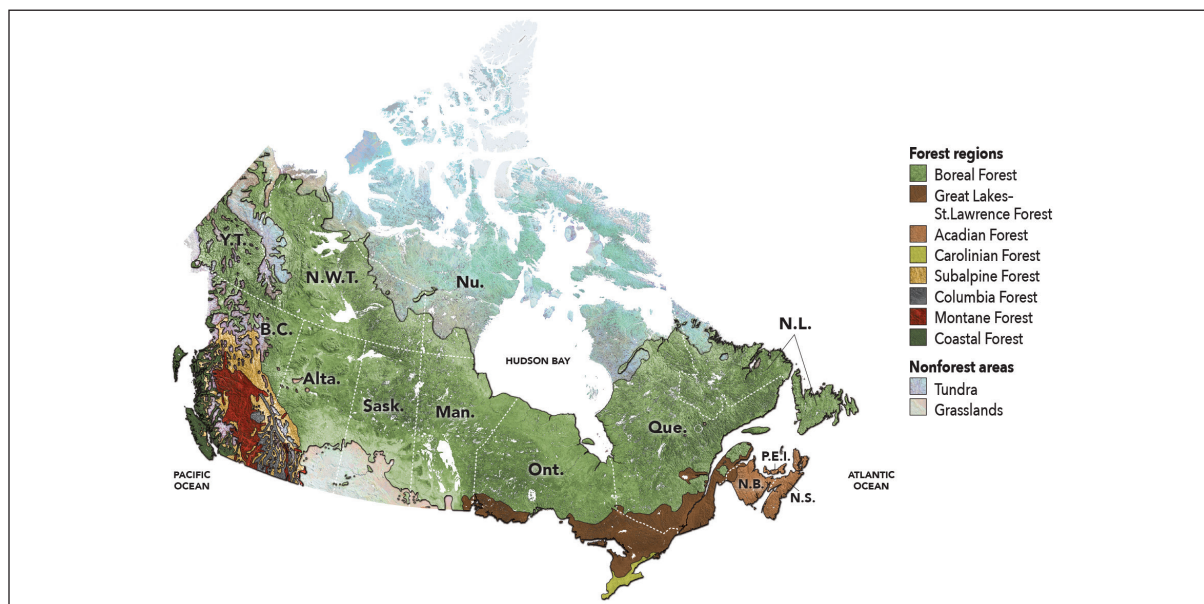 Y.T.
N.W.T.
Nu.
B.C.
Alta.
Sask.
Man.
HUDSON BAY
Ont.
Que.
N.L.
P.E.I.
N.B.
N.S.
PACIFIC
OCEAN
ATLANTIC
OCEAN
Forest regions
Boreal Forest
Great Lakes–
St.Lawrence Forest
Acadian Forest
Carolinian Forest
Subalpine Forest
Columbia Forest
Montane Forest
Coastal Forest
Nonforest areas
Tundra
Grasslands